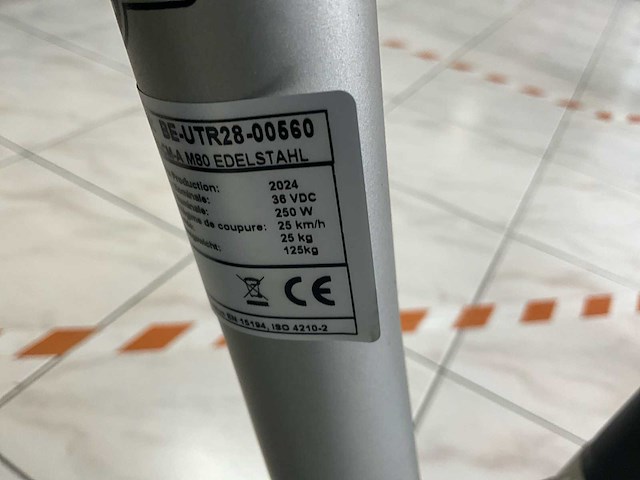 BE-UTR28-00560
CM-A M80 EDELSTAHL
Production: 2024
36 VDC
250 W
de coupure: 25 km/h
25 kg
125kg
CE
EN 15194, ISO 4210-2